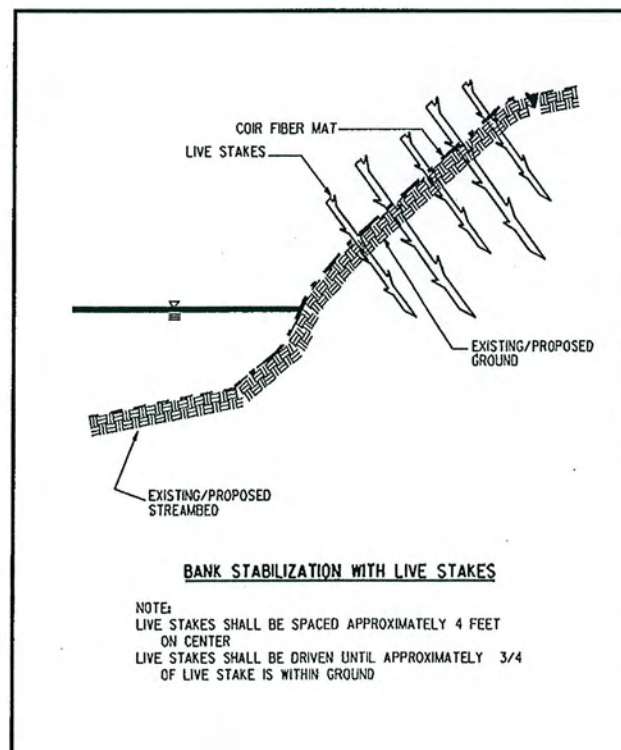 COIR FIBER MAT
LIVE STAKES
EXISTING/PROPOSED
GROUND
EXISTING/PROPOSED
STREAMBED
BANK STABILIZATION WITH LIVE STAKES
NOTE:
LIVE STAKES SHALL BE SPACED APPROXIMATELY 4 FEET
ON CENTER
LIVE STAKES SHALL BE DRIVEN UNTIL APPROXIMATELY 3/4
OF LIVE STAKE IS WITHIN GROUND